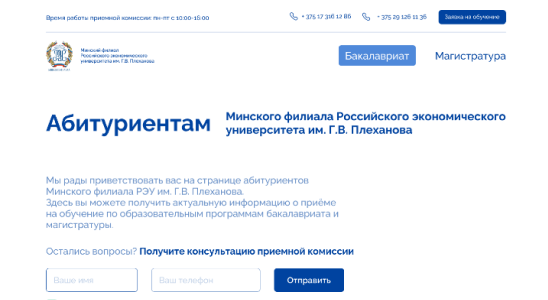 Время работы приемной комиссии: пн-пт с 10:00-16:00
+ 375 17 316 12 86
+ 375 29 126 11 36
Заявка на обучение
Минский филиал
Российского экономического
университета им. Г.В. Плеханова
Бакалавриат
Магистратура
Абитуриентам
Минского филиала Российского экономического
университета им. Г.В. Плеханова
Мы рады приветствовать вас на странице абитуриентов
Минского филиала РЭУ им. Г.В. Плеханова.
Здесь вы можете получить актуальную информацию о приёме
на обучение по образовательным программам бакалавриата и
магистратуры.
Остались вопросы? Получите консультацию приемной комиссии
Ваше имя
Ваш телефон
Отправить